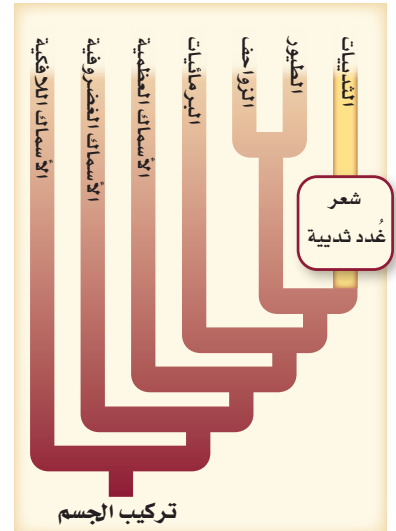 الثدييات
الطيور
الزواحف
البرمائيات
الأسماك العظمية
الأسماك الغضروفية
الأسماك اللافكية
شعر
غُدد ثديية
تركيب الجسم